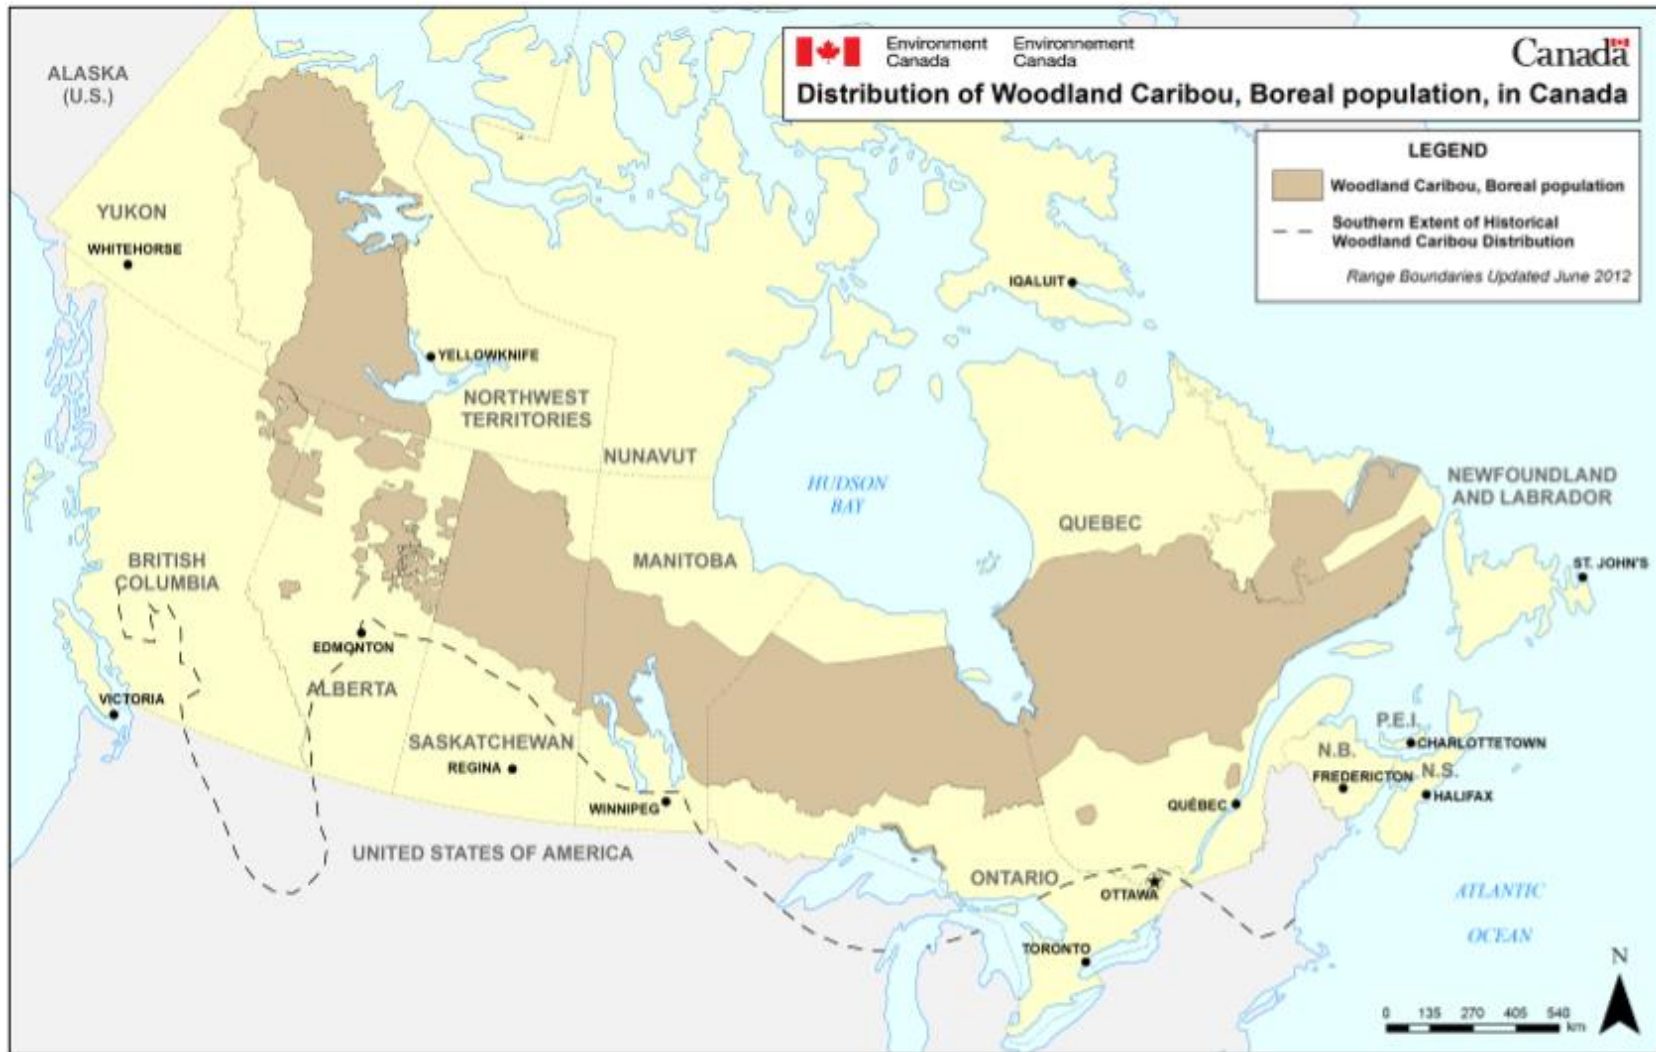 Environment
Canada
Environnement
Canada
Canada
Distribution of Woodland Caribou, Boreal population, in Canada
LEGEND
Woodland Caribou, Boreal population
Southern Extent of Historical
Woodland Caribou Distribution
Range Boundaries Updated June 2012
ALASKA
(U.S.)
YUKON
WHITEHORSE
IQALUIT
YELLOWKNIFE
NORTHWEST
TERRITORIES
NUNAVUT
HUDSON
BAY
QUEBEC
NEWFOUNDLAND
AND LABRADOR
BRITISH
COLUMBIA
MANITOBA
ST. JOHN'S
EDMONTON
ALBERTA
VICTORIA
SASKATCHEWAN
REGINA
WINNIPEG
P.E.I.
CHARLOTTETOWN
N.B.
FREDERICTON
N.S.
HALIFAX
QUÉBEC
UNITED STATES OF AMERICA
ONTARIO
OTTAWA
TORONTO
ATLANTIC
OCEAN
N
0 135 270 405 540
km